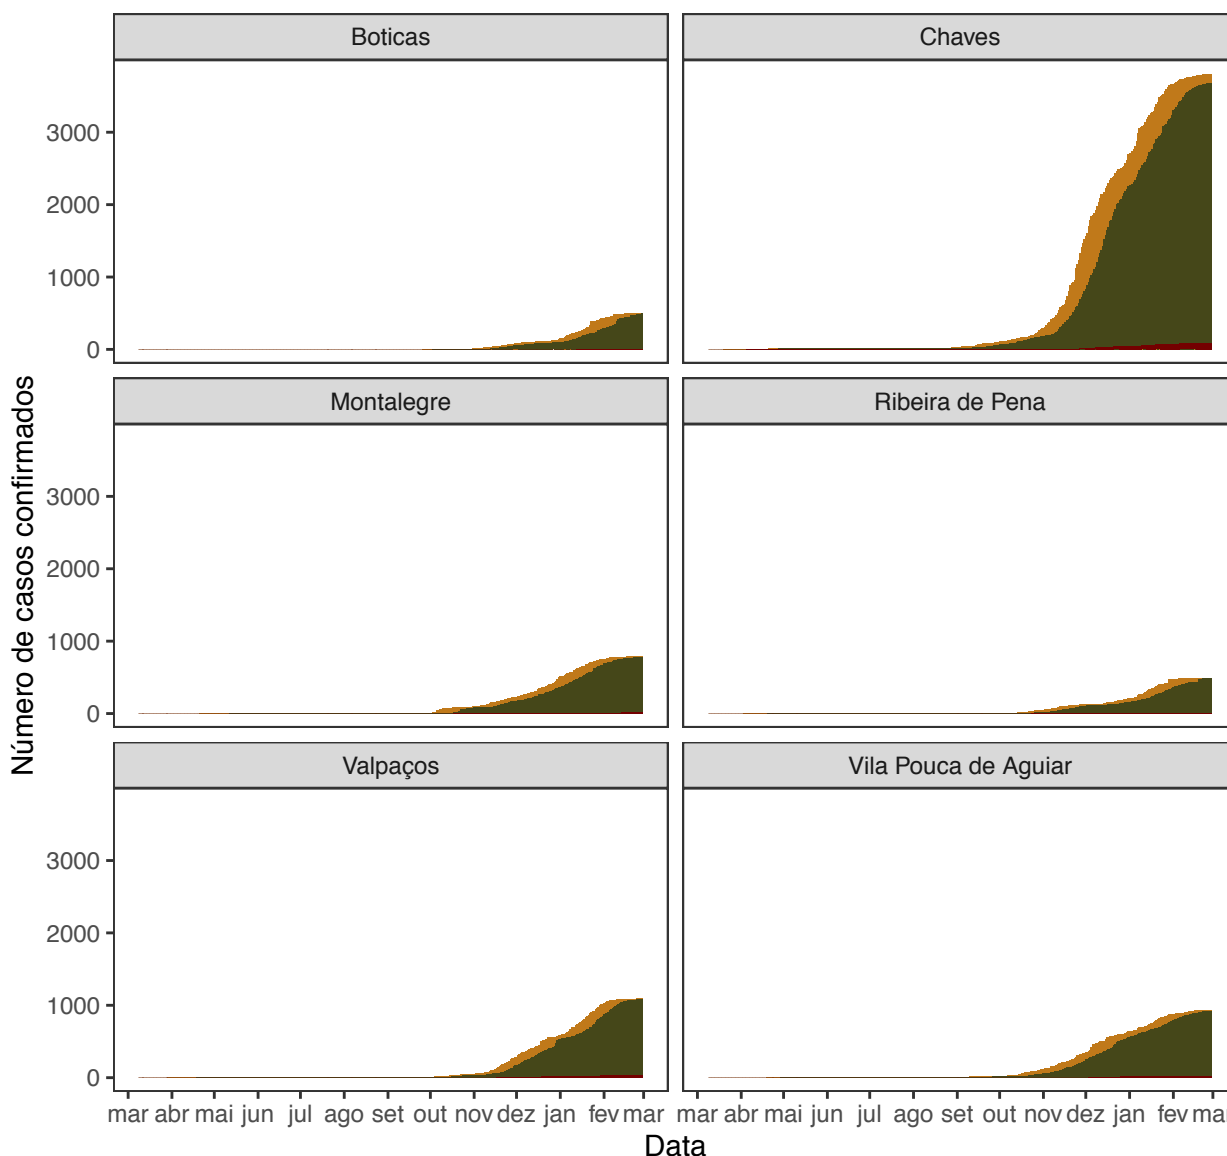 Boticas
Chaves
3000
2000
1000
0
Montalegre
Ribeira de Pena
3000
2000
1000
0
Valpaços
Vila Pouca de Aguiar
3000
2000
1000
0
mar abr mai jun jul ago set out nov dez jan fev mar
mar abr mai jun jul ago set out nov dez jan fev mar
Número de casos confirmados
Data